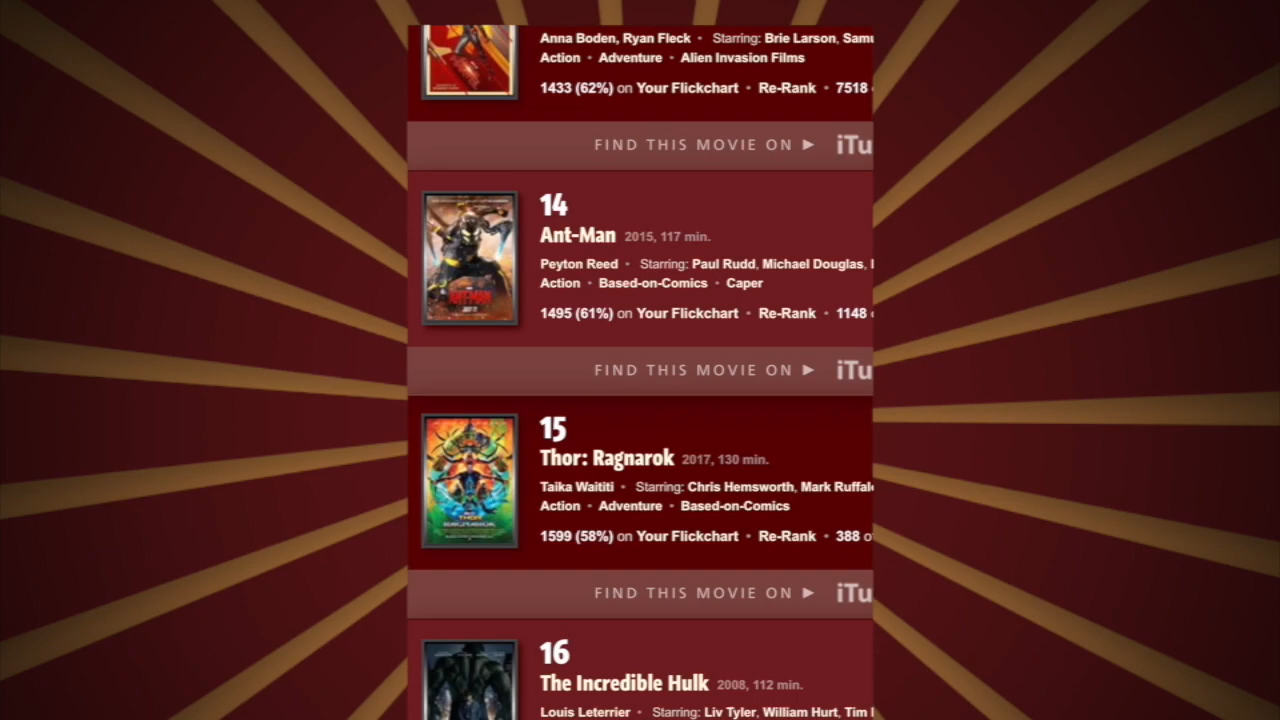 Anna Boden, Ryan Fleck • Starring: Brie Larson, Samu
Action • Adventure • Alien Invasion Films
1433 (62%) on Your Flickchart • Re-Rank • 7518
FIND THIS MOVIE ON ▶ iTu
14
Ant-Man 2015, 117 min.
Peyton Reed • Starring: Paul Rudd, Michael Douglas,
Action • Based-on-Comics • Caper
1495 (61%) on Your Flickchart • Re-Rank • 1148
FIND THIS MOVIE ON ▶ iTu
15
Thor: Ragnarok 2017, 130 min.
Taika Waititi • Starring: Chris Hemsworth, Mark Ruffalo
Action • Adventure • Based-on-Comics
1599 (58%) on Your Flickchart • Re-Rank • 388 o
FIND THIS MOVIE ON ▶ iTu
16
The Incredible Hulk 2008, 112 min.
Louis Leterrier • Starring: Liv Tyler, William Hurt, Tim